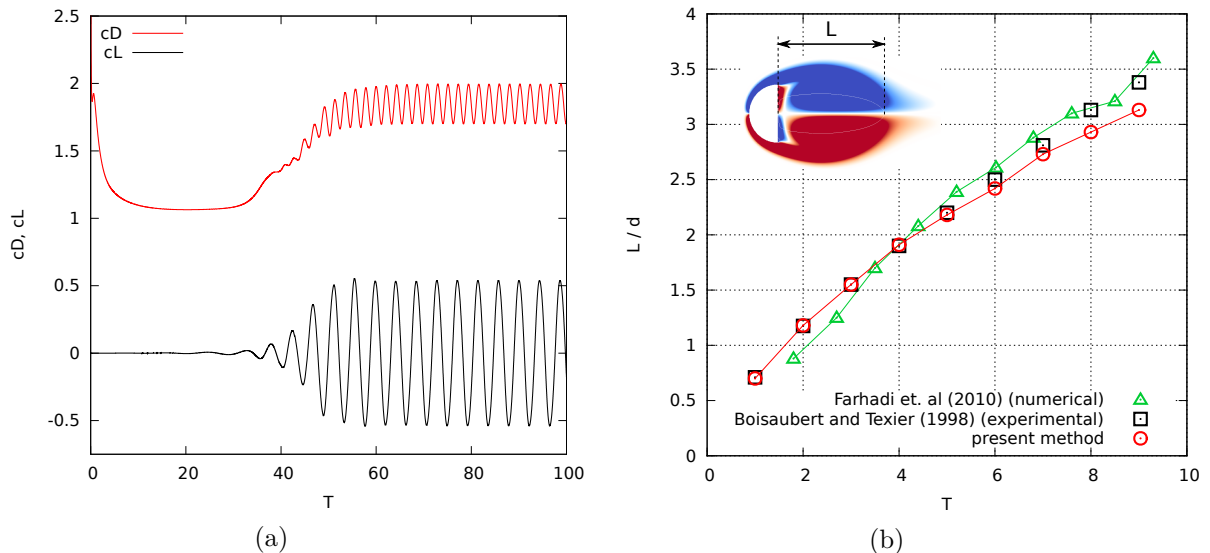 2.5
2
1.5
1
0.5
0
-0.5
cD, cL
cD
cL
0
20
40
60
80
100
T
(a)
4
3.5
3
2.5
2
1.5
1
0.5
0
L / d
L
Farhadi et. al (2010) (numerical)
Boisaubert and Texier (1998) (experimental)
present method
0
2
4
6
8
10
T
(b)